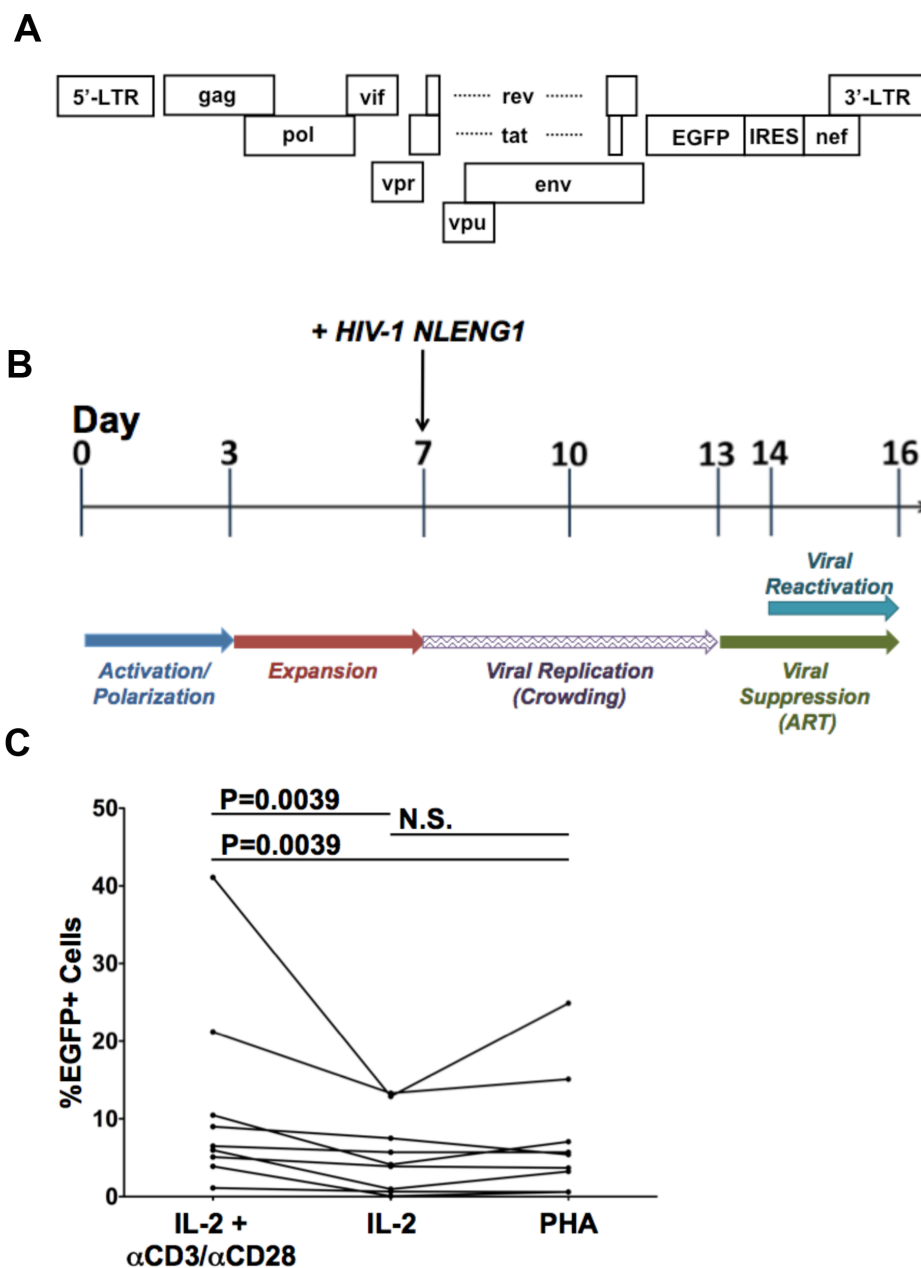 A
5'-LTR gag vif rev 3'-LTR
pol tat EGFP IRES nef
vpr env
vpu
+ HIV-1 NLENG1
B
Day
0 3 7 10 13 14 16
Viral
Reactivation
Activation/
Polarization
Expansion
Viral Replication
(Crowding)
Viral
Suppression
(ART)
C
P=0.0039
N.S.
P=0.0039
%EGFP+ Cells
50
40
30
20
10
0
IL-2 +
αCD3/αCD28
IL-2
PHA